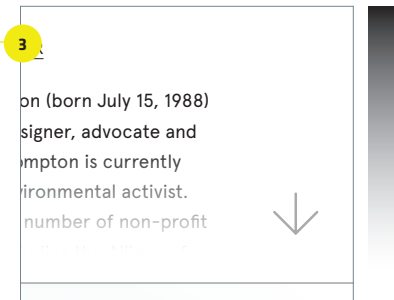 3
on (born July 15, 1988)
signer, advocate and
ompton is currently
vironmental activist.
number of non-profit